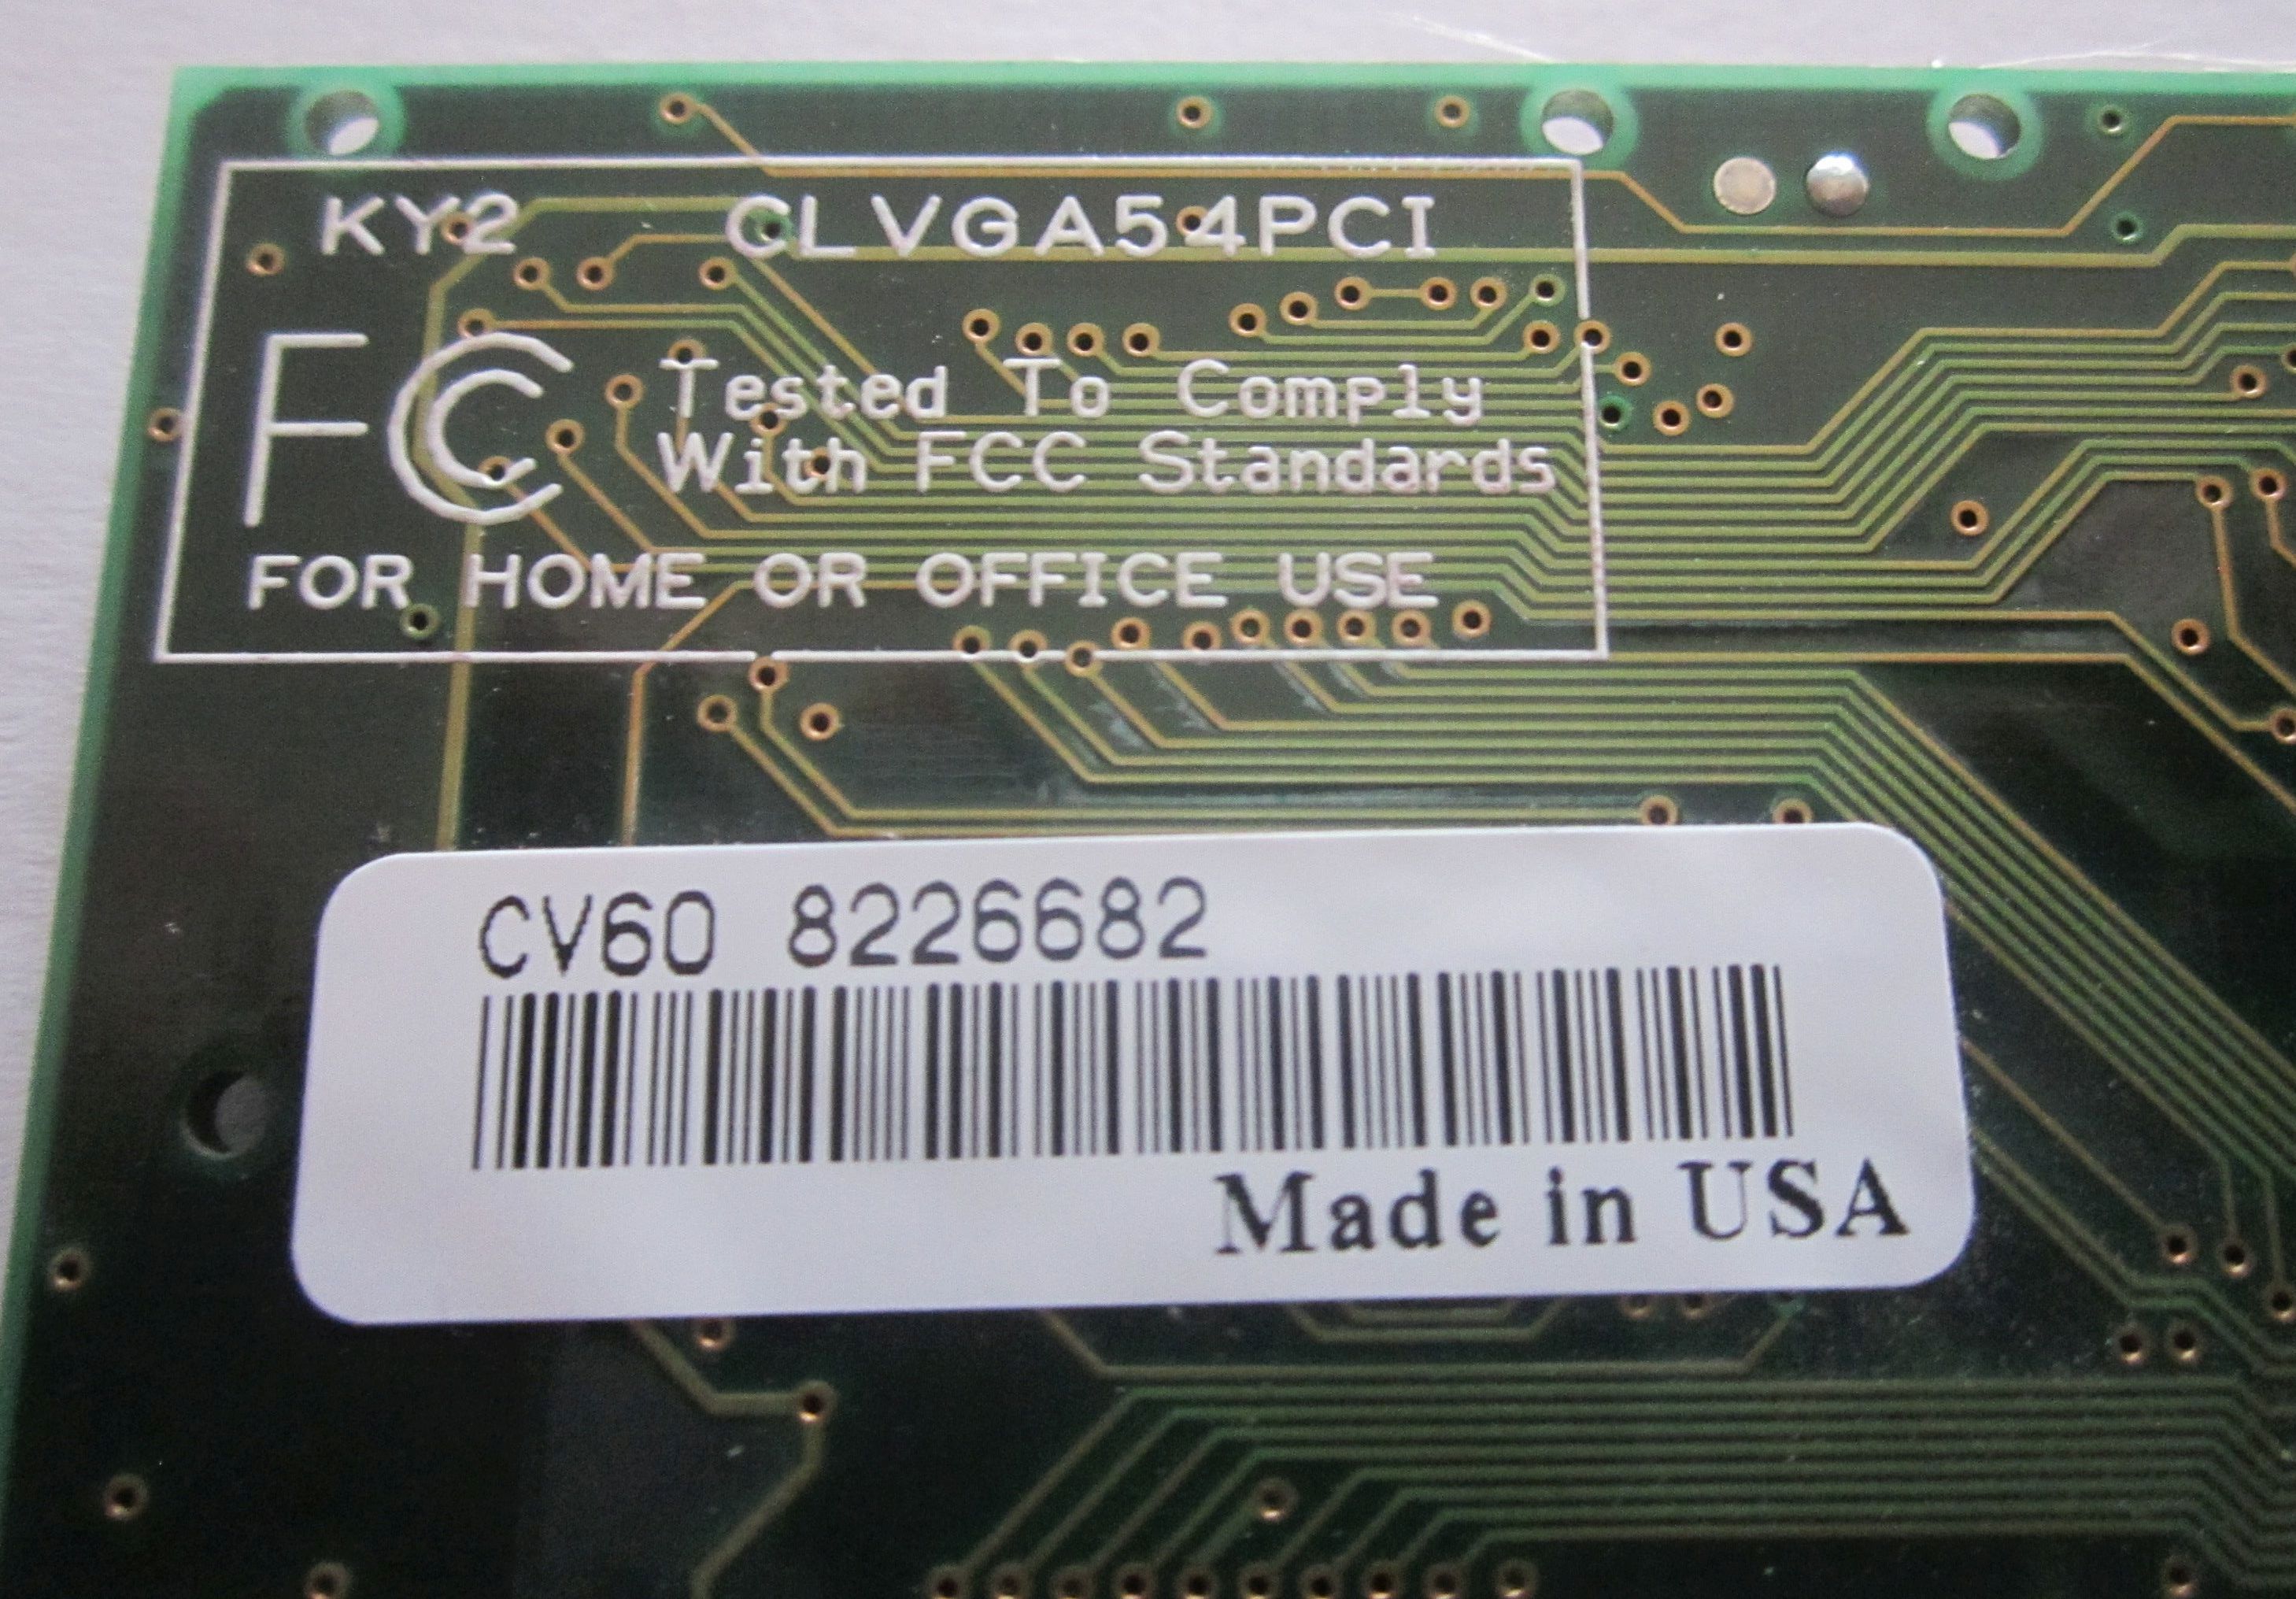 KY2 CLVGA54PCI
FC Tested To Comply
With FCC Standards
FOR HOME OR OFFICE USE
CV60 8226682
Made in USA